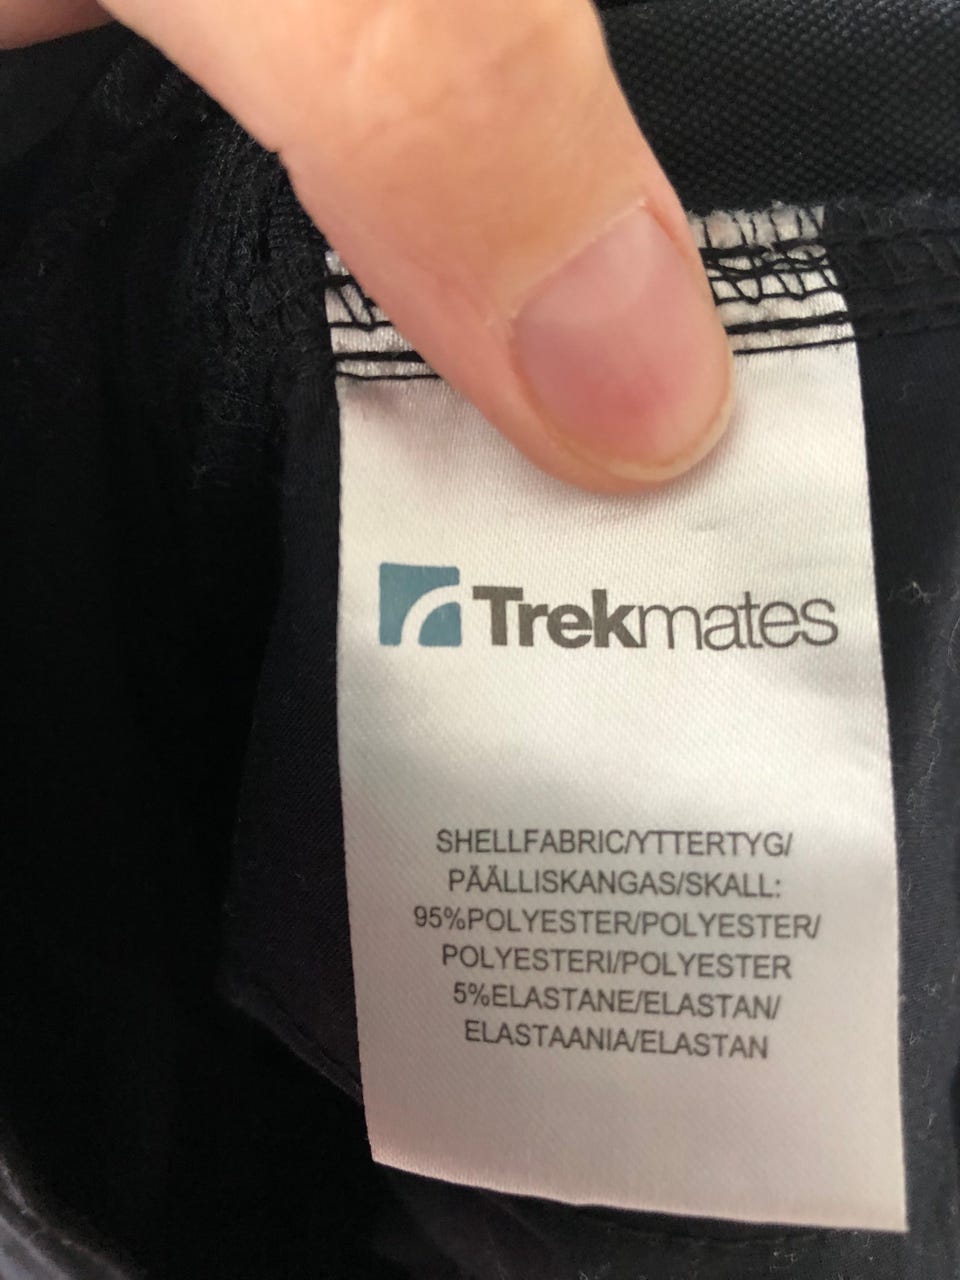 Trekmates
SHELLFABRIC/YTTERTYG/
PÄÄLLISKANGAS/SKALL:
95%POLYESTER/POLYESTER/
POLYESTERI/POLYESTER
5%ELASTANE/ELASTAN/
ELASTAANIA/ELASTAN